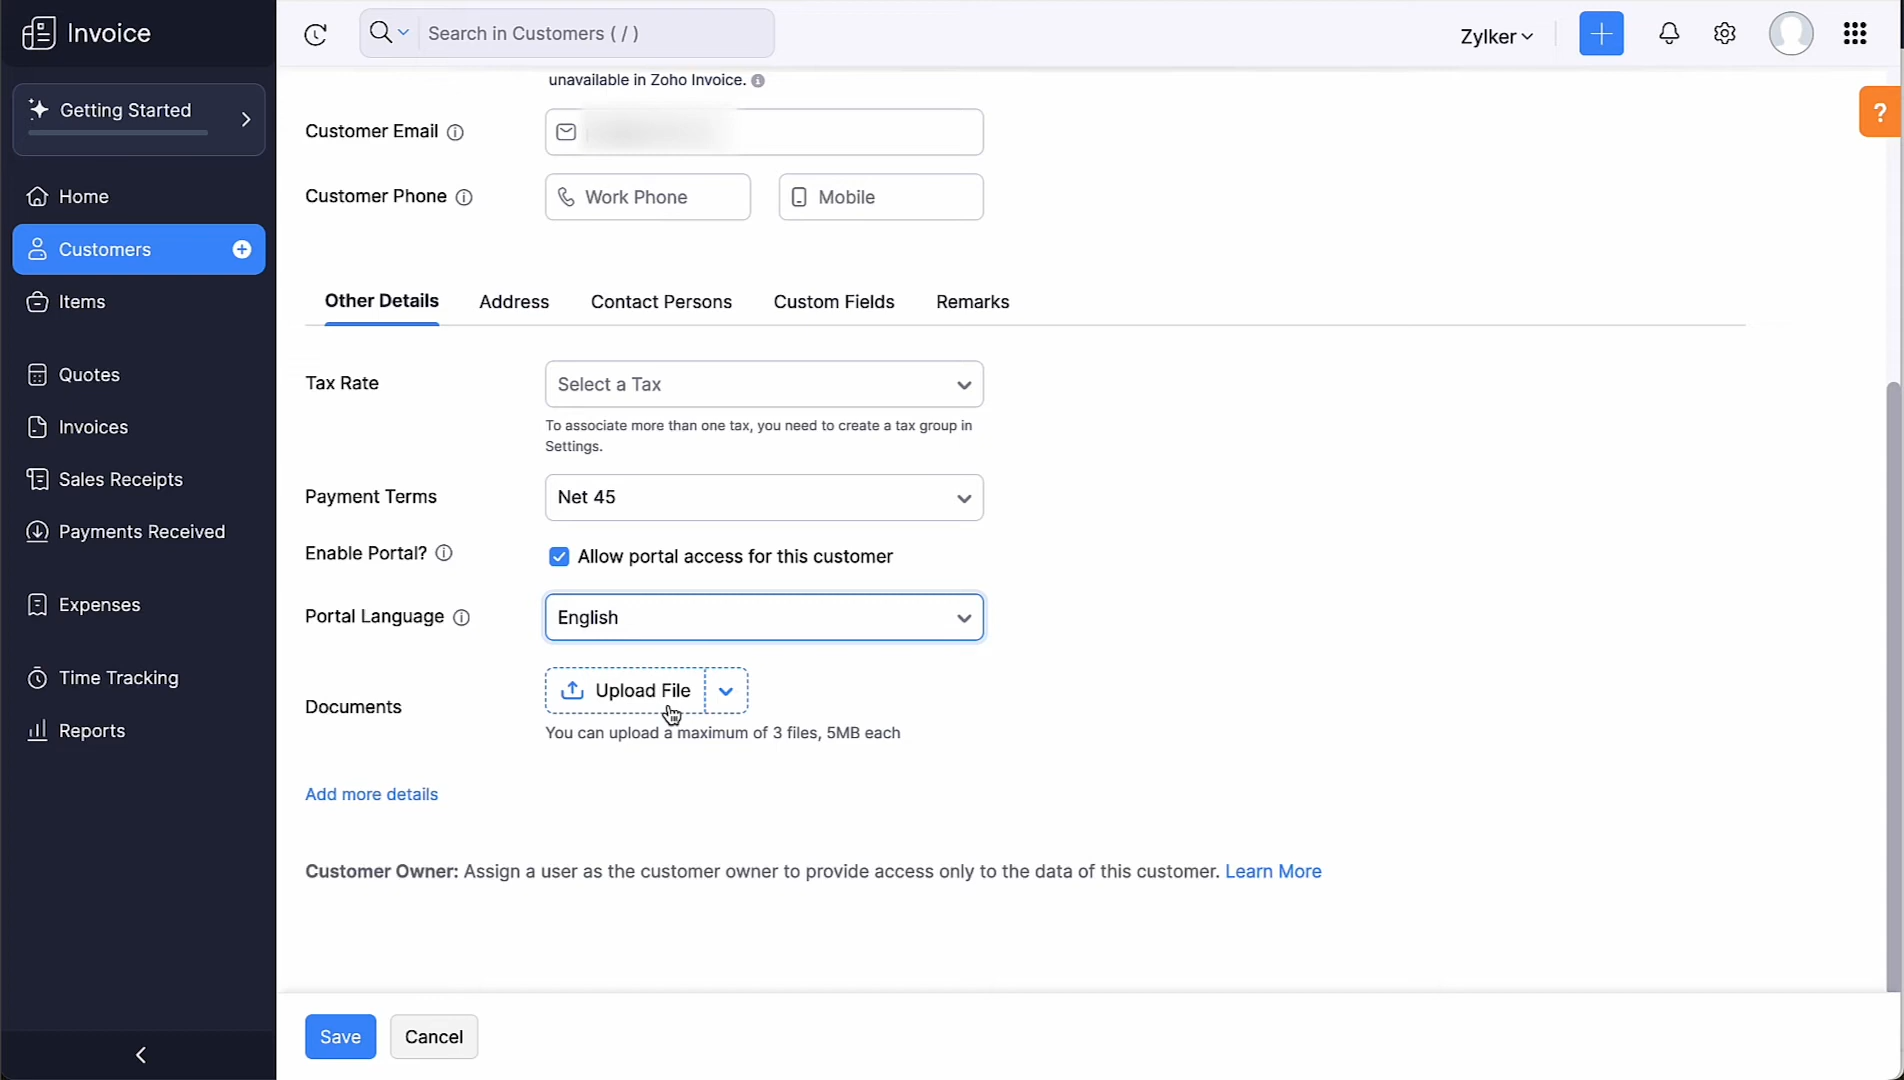 Invoice
Search in Customers ( / )
Zylker
unavailable in Zoho Invoice.
?
Getting Started
Customer Email
Customer Phone
Work Phone
Mobile
Home
Customers
Items
Other Details
Address
Contact Persons
Custom Fields
Remarks
Quotes
Tax Rate
Select a Tax
To associate more than one tax, you need to create a tax group in
Settings.
Invoices
Sales Receipts
Payment Terms
Net 45
Payments Received
Enable Portal?
Allow portal access for this customer
Expenses
Portal Language
English
Time Tracking
Documents
Upload File
You can upload a maximum of 3 files, 5MB each
Reports
Add more details
Customer Owner: Assign a user as the customer owner to provide access only to the data of this customer. Learn More
Save
Cancel